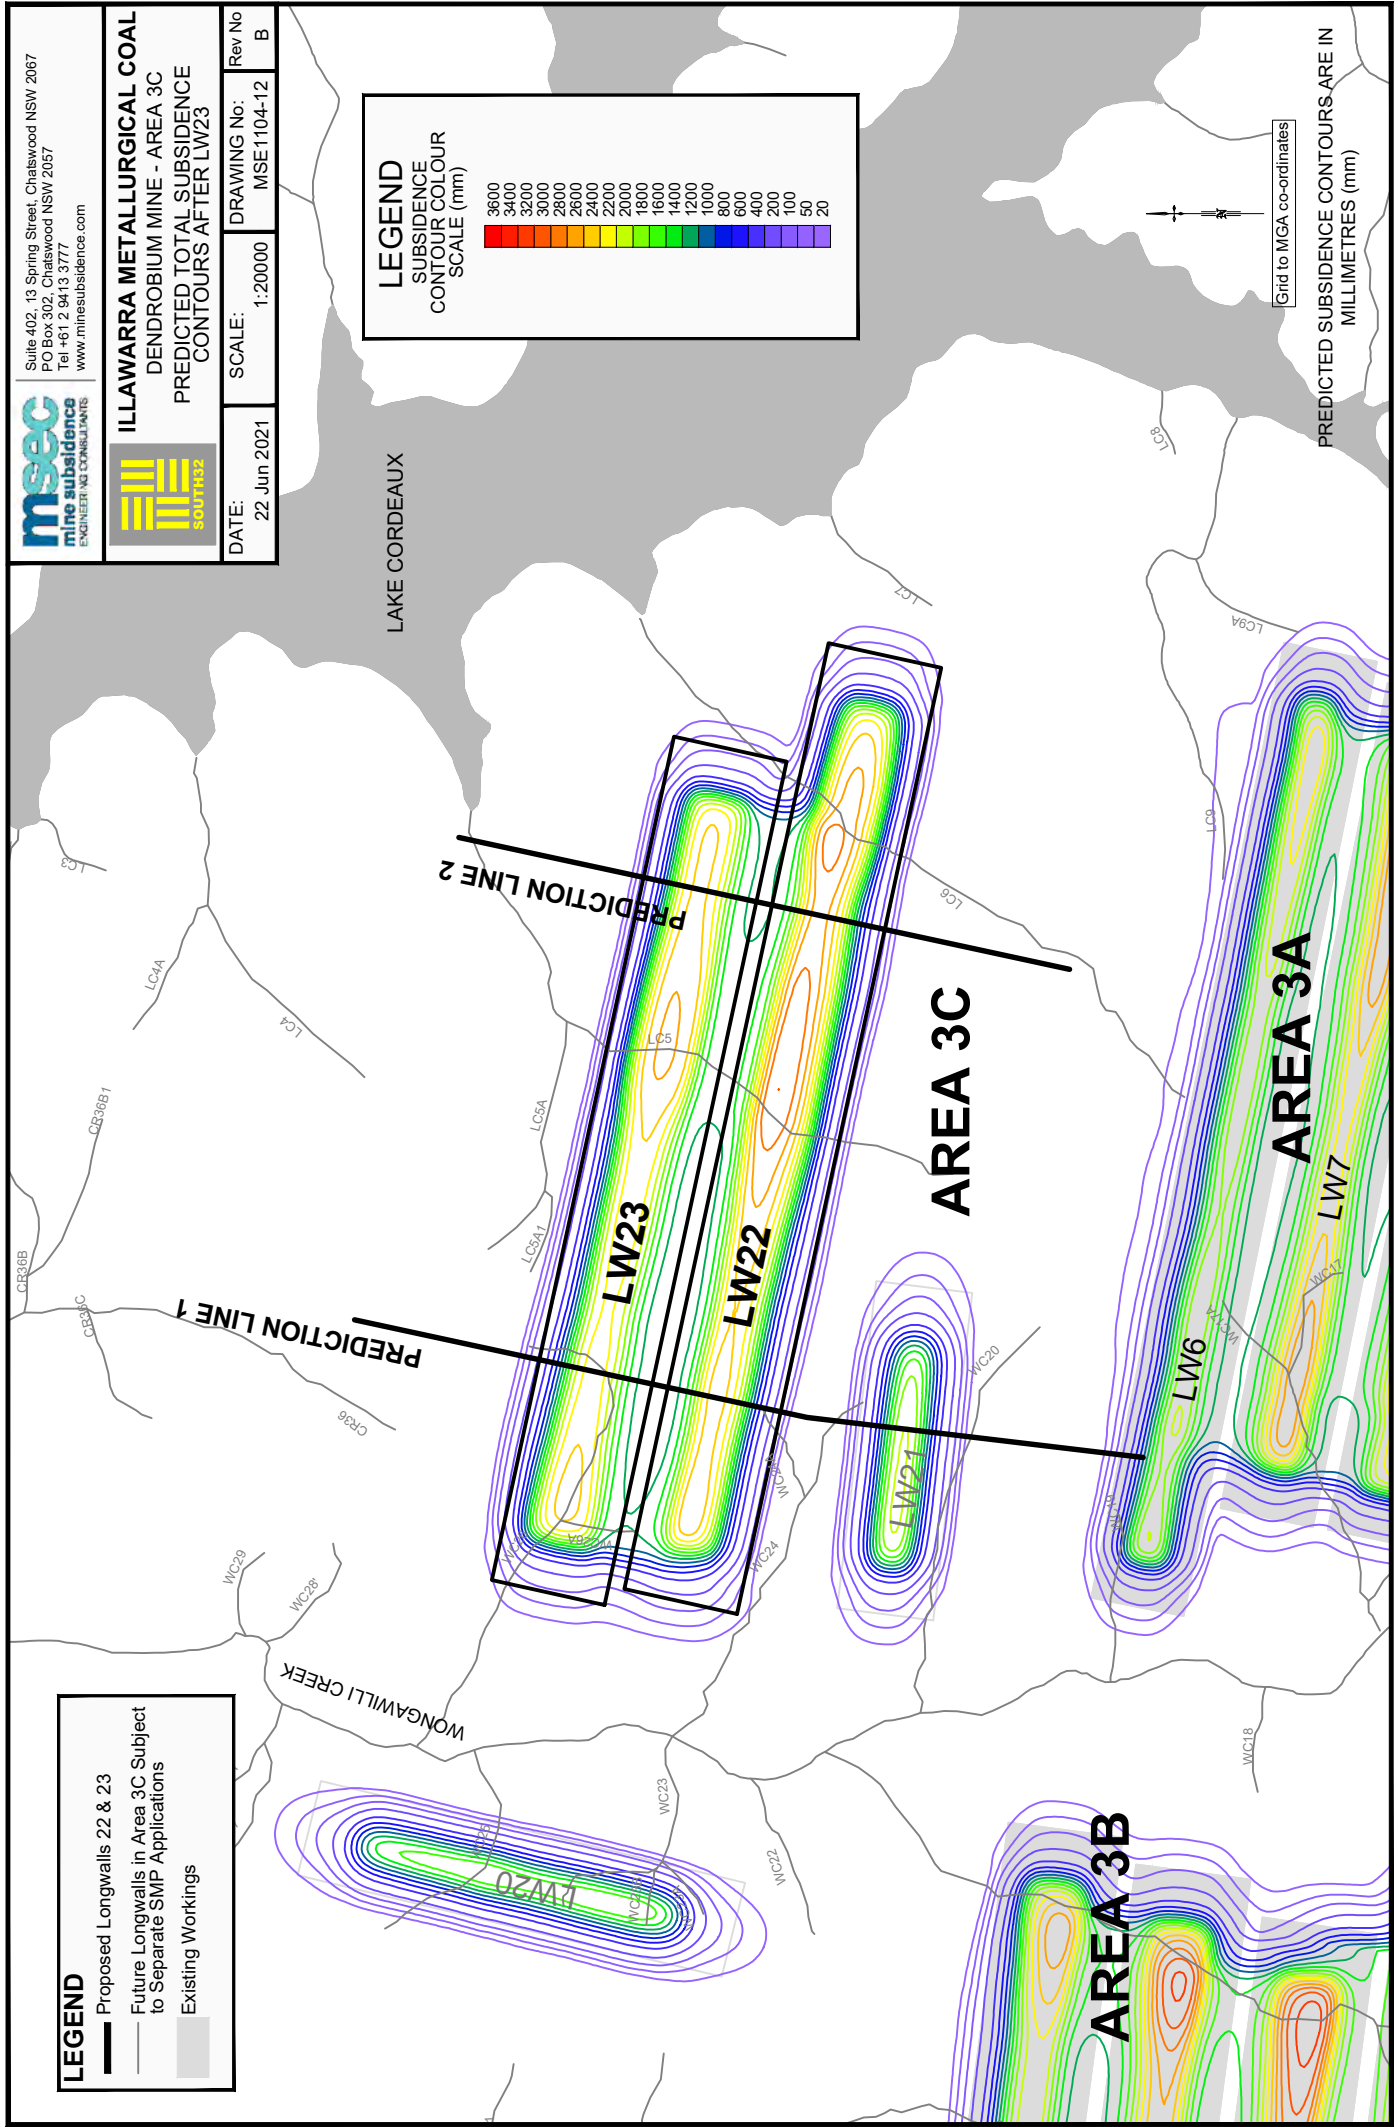 msec
mine subsidence
ENGINEERING CONSULTANTS
Suite 402, 13 Spring Street, Chatswood NSW 2067
PO Box 302, Chatswood NSW 2057
Tel +61 2 9413 3777
www.minesubsidence.com
SOUTH32
ILLAWARRA METALLURGICAL COAL
DENDROBIUM MINE - AREA 3C
PREDICTED TOTAL SUBSIDENCE
CONTOURS AFTER LW23
DATE:
22 Jun 2021
SCALE:
1:20000
DRAWING No:
MSE1104-12
Rev No
B
LEGEND
SUBSIDENCE
CONTOUR COLOUR
SCALE (mm)
3600
3400
3200
3000
2800
2600
2400
2200
2000
1800
1600
1400
1200
1000
800
600
400
200
100
50
20
LEGEND
Proposed Longwalls 22 & 23
Future Longwalls in Area 3C Subject
to Separate SMP Applications
Existing Workings
LAKE CORDEAUX
WONGAWILLI CREEK
PREDICTION LINE 1
PREDICTION LINE 2
LW23
LW22
LW21
LW20
LW6
LW7
AREA 3C
AREA 3A
AREA 3B
CR36B
CR36B1
CR36C
CR36
LC3
LC4A
LC4
LC5
LC5A
LC5A1
LC6
LC7
LC8
LC9
LC9A
WC29
WC28'
WC26A
WC24
WC25
WC23
WC22
WC20
WC18
WC17
WC17A
Grid to MGA co-ordinates
PREDICTED SUBSIDENCE CONTOURS ARE IN
MILLIMETRES (mm)